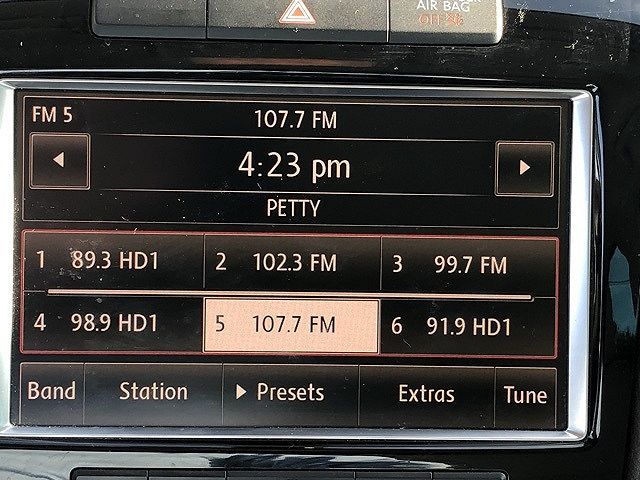 AIR BAG
OFF
FM 5 107.7 FM
4:23 pm
PETTY
1 89.3 HD1 2 102.3 FM 3 99.7 FM
4 98.9 HD1 5 107.7 FM 6 91.9 HD1
Band Station Presets Extras Tune